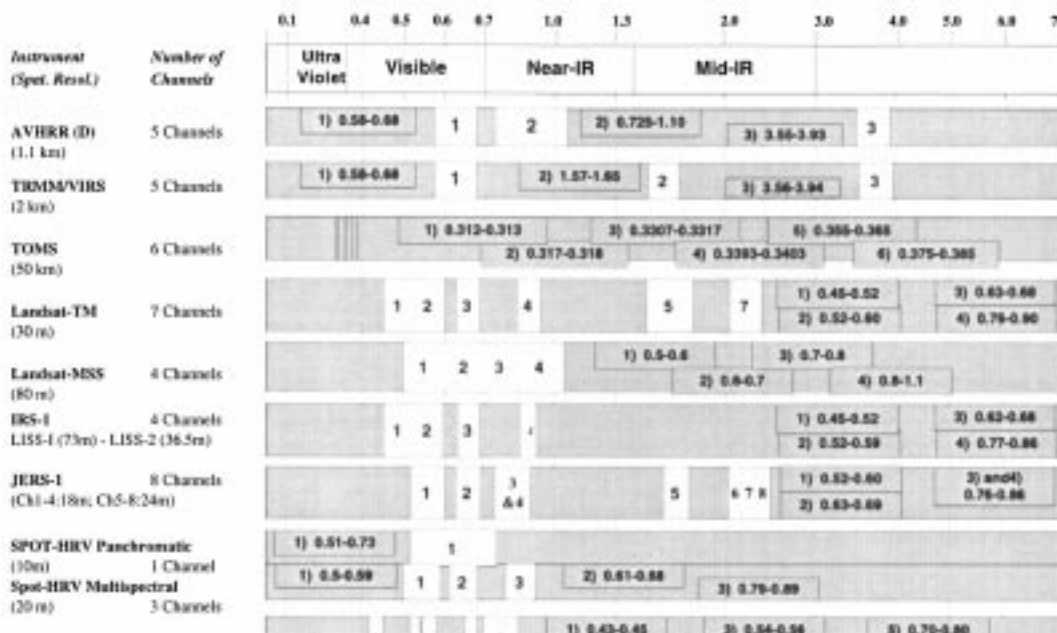 0.1 0.4 0.5 0.6 0.7 1.0 1.5 2.0 3.0 4.0 5.0 6.0
Instrument Number of Ultra Visible Near-IR Mid-IR
(Spat. Resol.) Channels Violet
AVHRR (D) 5 Channels 1) 0.58-0.68 1 2 2) 0.725-1.10 3) 3.55-3.93 3
(1.1 km)
TRMM/VIRS 5 Channels 1) 0.58-0.68 1 2) 1.57-1.65 2 3) 3.56-3.94 3
(2 km)
TOMS 6 Channels 1) 0.312-0.313 3) 0.3307-0.3317
(50 km) 2) 0.317-0.318 4) 0.3393-0.3403
Landsat-TM 7 Channels 1 2 3 4 5 7 1) 0.45-0.52 3) 0.63-0.68
(30 m) 2) 0.52-0.60 4) 0.76-0.90
Landsat-MSS 4 Channels 1 2 3 4 1) 0.5-0.6 3) 0.7-0.8
(80 m) 2) 0.6-0.7 4) 0.8-1.1
IRS-1 4 Channels 1 2 3 1) 0.45-0.52 3) 0.62-0.68
LISS-1 (73m) - LISS-2 (36.5m) 2) 0.52-0.59 4) 0.77-0.86
JERS-1 8 Channels 1 2 3 & 4 5 6 7 8 1) 0.52-0.60 3) and4)
(Ch1-4:18m; Ch5-8:24m) 2) 0.63-0.69 0.76-0.86
SPOT-HRV Panchromatic 1) 0.51-0.73 1
(10m) 1 Channel
Spot-HRV Multispectral 1) 0.5-0.59 1 2 3 2) 0.61-0.68 3) 0.79-0.89
(20 m) 3 Channels
1) 0.43-0.45 3) 0.54-0.56